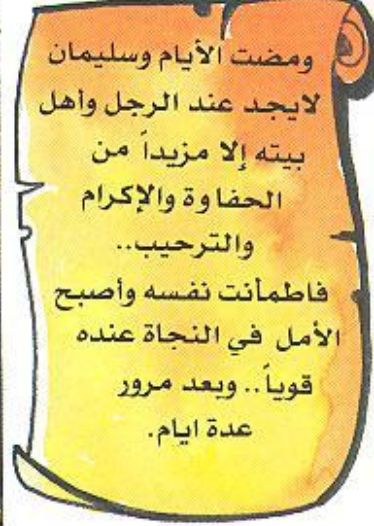 ومضت الأيام وسليمان
لايجد عند الرجل وأهل
بيته إلا مزيداً من
الحفاوة والإكرام
والترحيب..
فاطمأنت نفسه وأصبح
الأمل في النجاة عنده
قوياً.. وبعد مرور
عدة ايام.